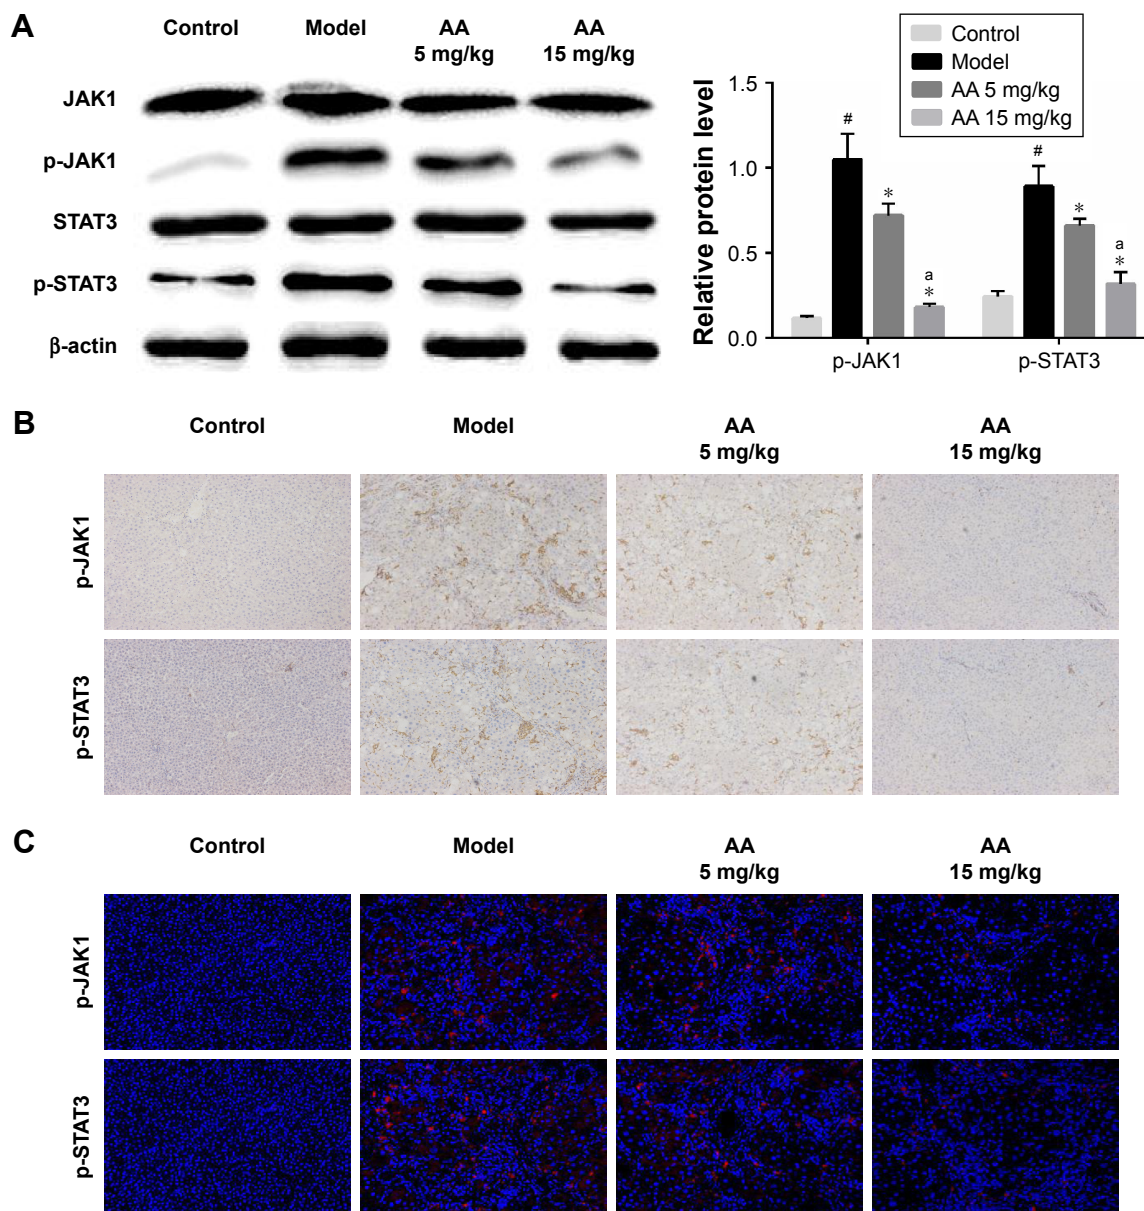 A
Control
Model
AA
5 mg/kg
AA
15 mg/kg
JAK1
p-JAK1
STAT3
p-STAT3
β-actin
Control
Model
AA 5 mg/kg
AA 15 mg/kg
Relative protein level
1.5
1.0
0.5
0.0
#
*
a
*
#
*
a
*
p-JAK1
p-STAT3
B
Control
Model
AA
5 mg/kg
AA
15 mg/kg
p-JAK1
p-STAT3
C
Control
Model
AA
5 mg/kg
AA
15 mg/kg
p-JAK1
p-STAT3